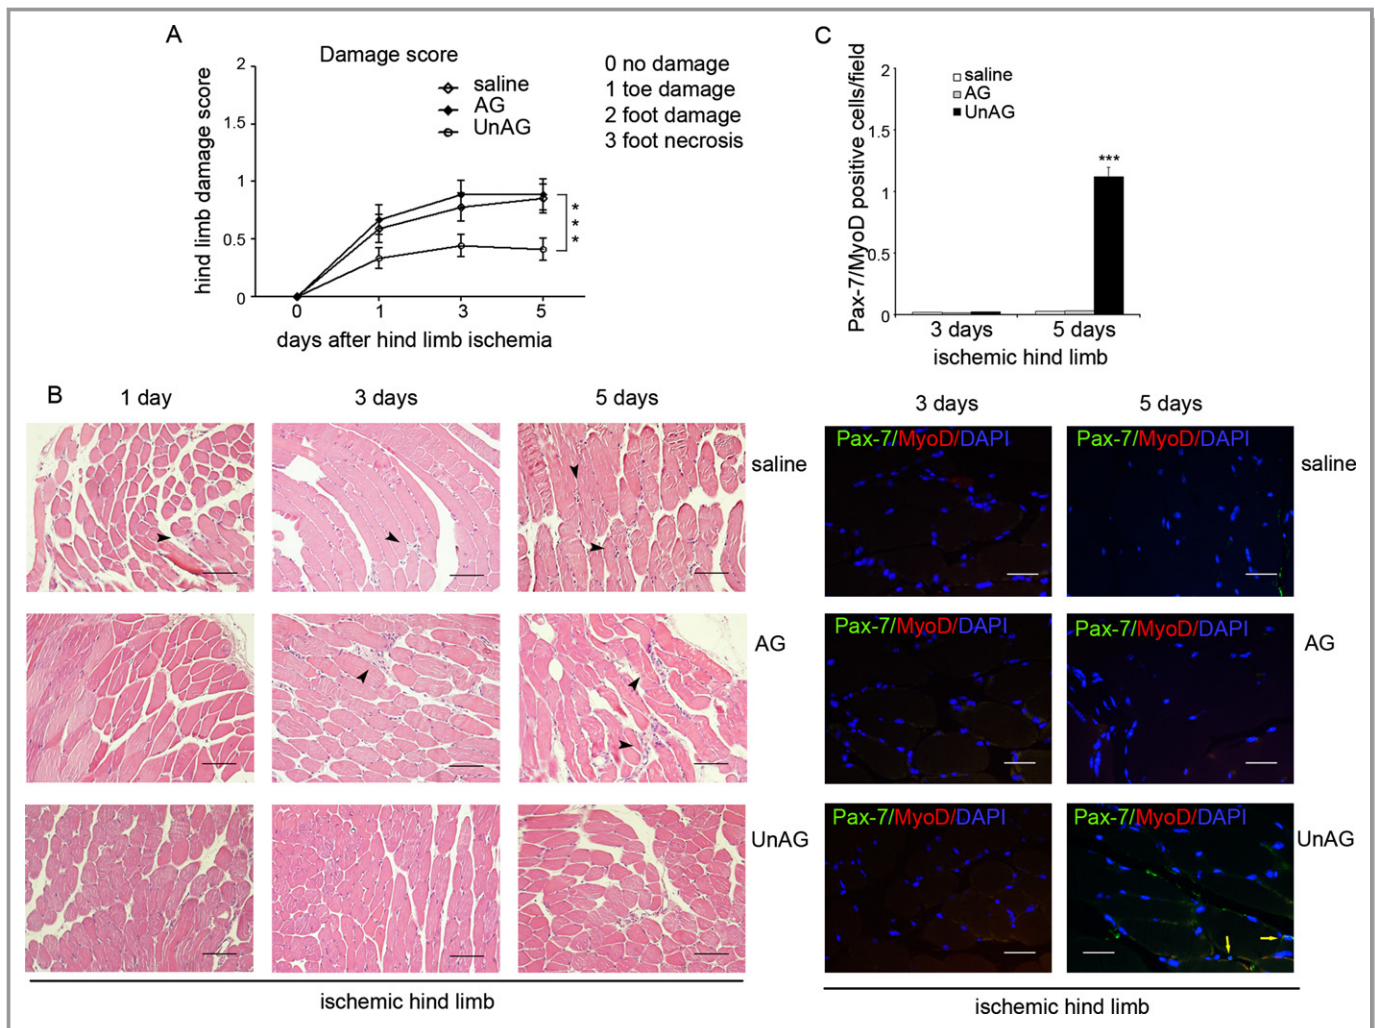 A
Damage score
hind limb damage score
2
1.5
1
0.5
0
saline
AG
UnAG
0 no damage
1 toe damage
2 foot damage
3 foot necrosis
***
0
1
3
5
days after hind limb ischemia
C
Pax-7/MyoD positive cells/field
2
1.5
1
0.5
0
saline
AG
UnAG
***
3 days
5 days
ischemic hind limb
B
1 day
3 days
5 days
saline
AG
UnAG
ischemic hind limb
3 days
5 days
Pax-7/MyoD/DAPI
Pax-7/MyoD/DAPI
saline
Pax-7/MyoD/DAPI
Pax-7/MyoD/DAPI
AG
Pax-7/MyoD/DAPI
Pax-7/MyoD/DAPI
UnAG
ischemic hind limb